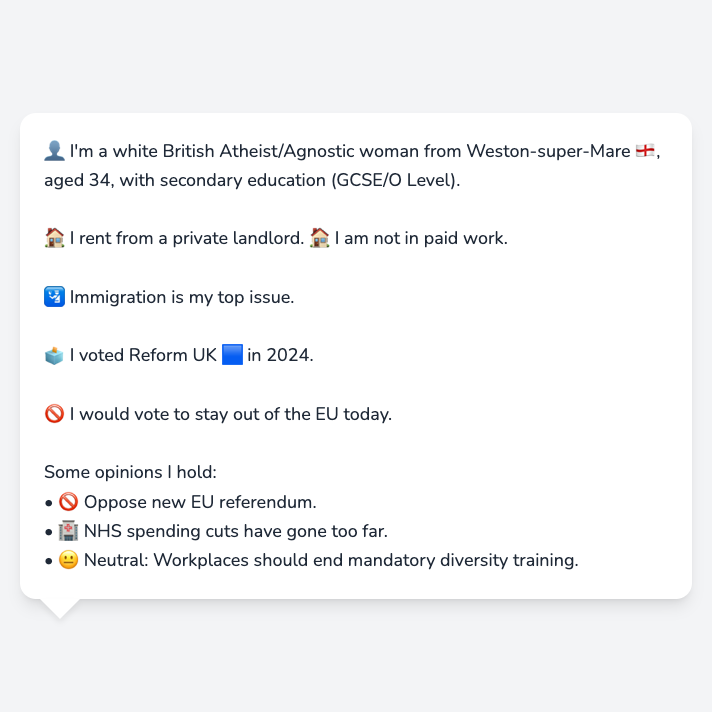 👤 I'm a white British Atheist/Agnostic woman from Weston-super-Mare 🏴󠁧󠁢󠁥󠁮󠁧󠁿,
aged 34, with secondary education (GCSE/O Level).
🏠 I rent from a private landlord. 🏠 I am not in paid work.
🛂 Immigration is my top issue.
🗳️ I voted Reform UK 🟦 in 2024.
🚫 I would vote to stay out of the EU today.
Some opinions I hold:
• 🚫 Oppose new EU referendum.
• 🏥 NHS spending cuts have gone too far.
• 😐 Neutral: Workplaces should end mandatory diversity training.